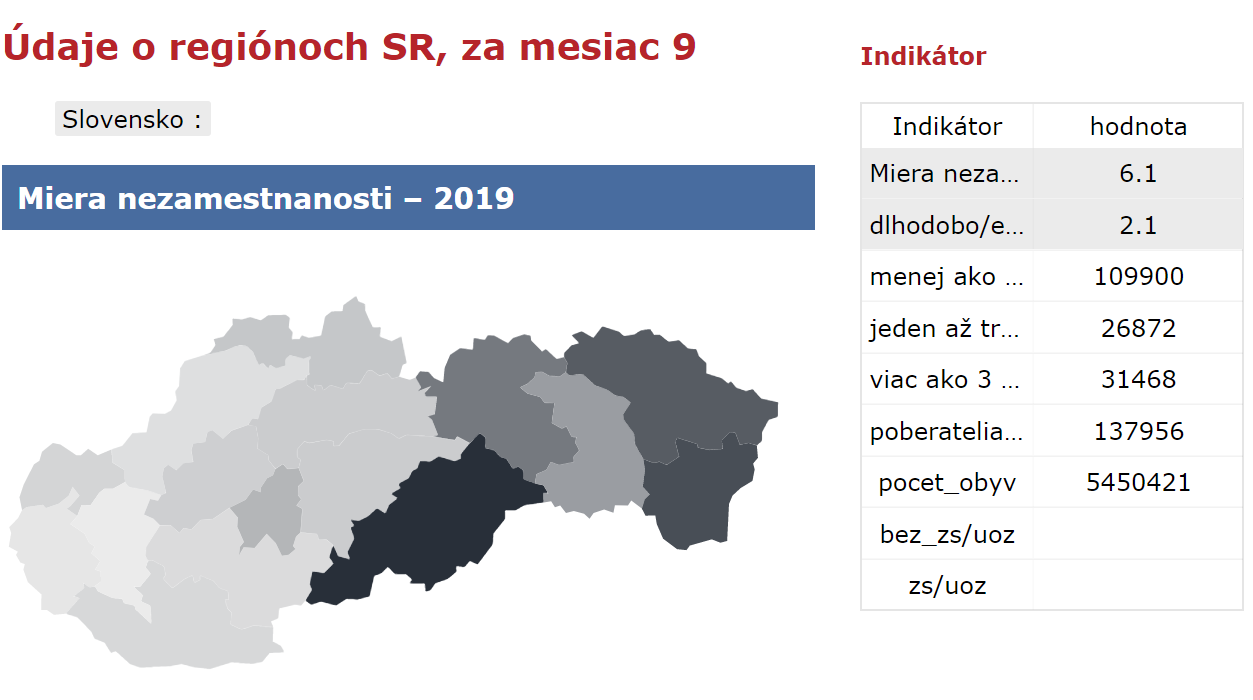 Údaje o regiónoch SR, za mesiac 9
Slovensko :
Miera nezamestnanosti – 2019
Indikátor
Indikátor hodnota
Miera neza... 6.1
dlhodobo/e... 2.1
menej ako ... 109900
jeden až tr... 26872
viac ako 3 ... 31468
poberatelia... 137956
pocet_obyv 5450421
bez_zs/uoz
zs/uoz